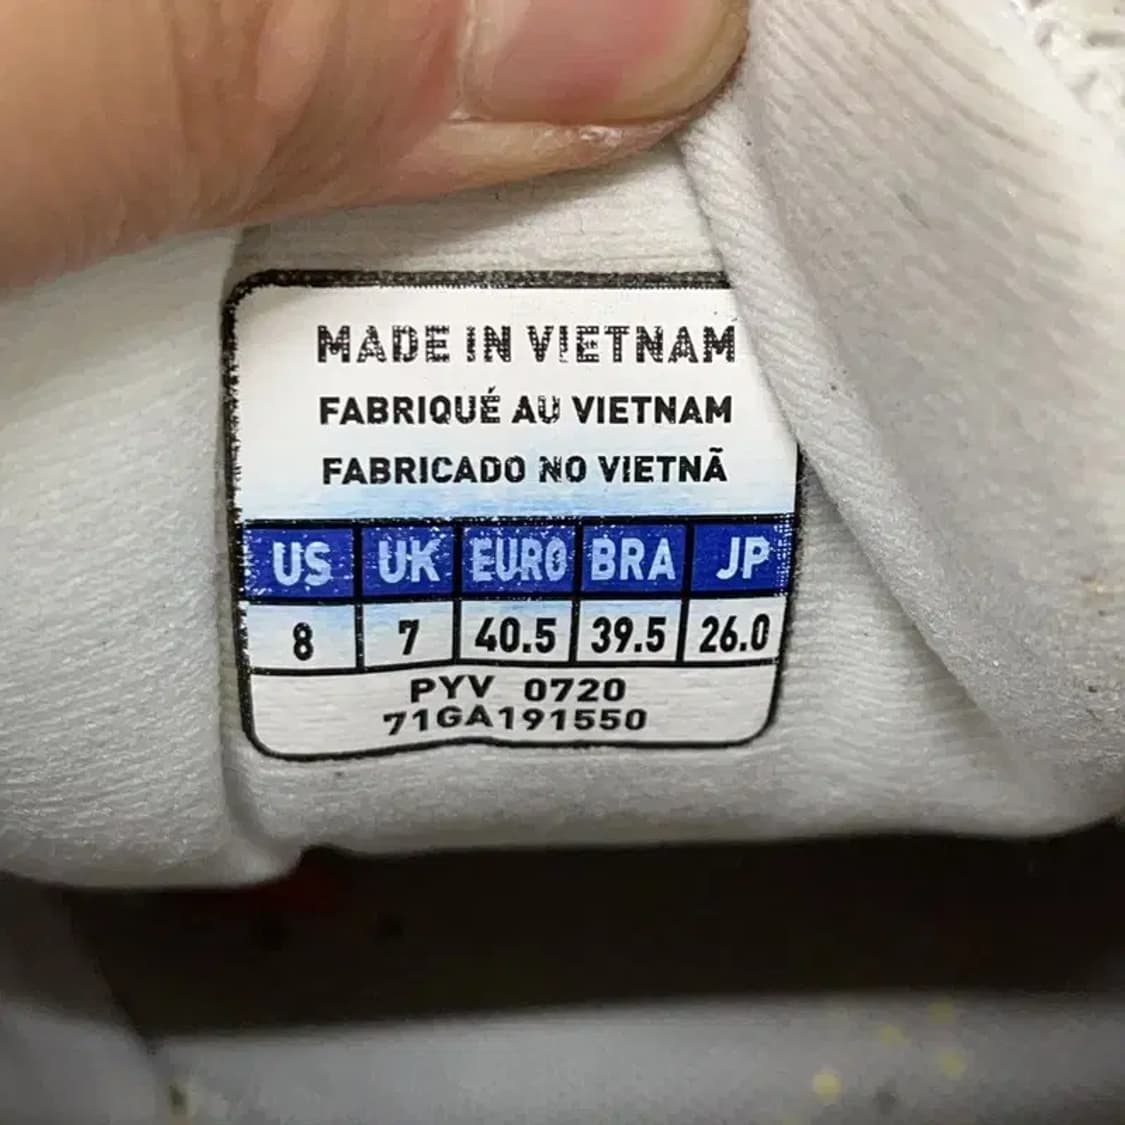 MADE IN VIETNAM
FABRIQUÉ AU VIETNAM
FABRICADO NO VIETNÃ
US UK EURO BRA JP
8 7 40.5 39.5 26.0
PYV 0720
71GA191550